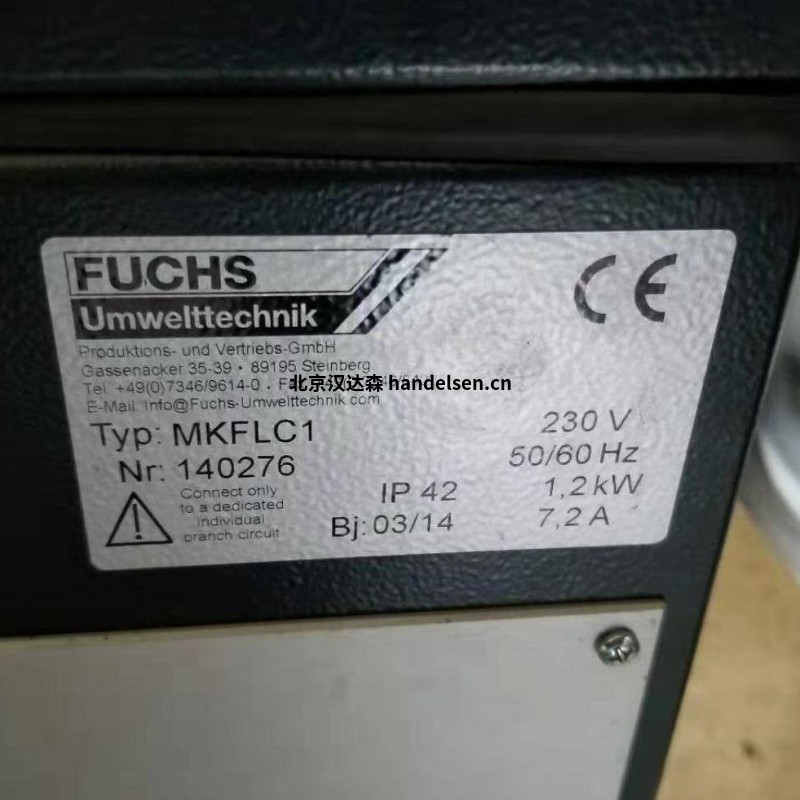 FUCHS
Umwelttechnik
CE
Produktions- und Vertriebs-GmbH
Gassenäcker 35-39 • 89195 Steinberg
Tel. +49(0)7346/9614-0 •
北京汉达森 handelsen.cn
E-Mail. Info@Fuchs-Umwelttechnik.com
Typ: MKFLC1
230 V
Nr: 140276
50/60 Hz
Connect only
to a dedicated
individual
branch circuit
IP 42
1,2 kW
Bj: 03/14
7,2 A